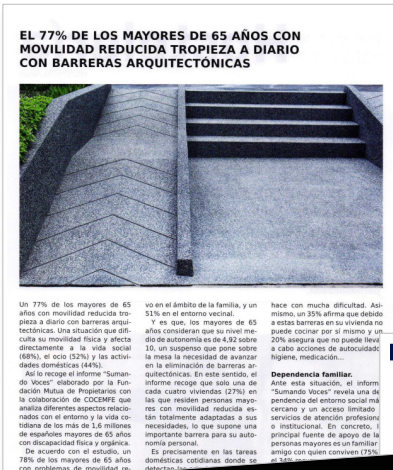 EL 77% DE LOS MAYORES DE 65 AÑOS CON
MOVILIDAD REDUCIDA TROPIEZA A DIARIO
CON BARRERAS ARQUITECTÓNICAS
Un 77% de los mayores de 65
años con movilidad reducida tro-
pieza a diario con barreras arqui-
tectónicas. Una situación que difi-
culta su movilidad física y afecta
directamente a la vida social
(68%), el ocio (52%) y las activi-
dades domésticas (44%).
Así lo recoge el informe "Suman-
do Voces" elaborado por la Fun-
dación Mutua de Propietarios con
la colaboración de COCEMFE que
analiza diferentes aspectos relacio-
nados con el entorno y la vida co-
tidiana de los más de 1,6 millones
de españoles mayores de 65 años
con discapacidad física y orgánica.
De acuerdo con el estudio, un
78% de los mayores de 65 años
con problemas de movilidad re-
vo en el ámbito de la familia, y un
51% en el entorno vecinal.
Y es que, los mayores de 65
años consideran que su nivel me-
dio de autonomía es de 4,92 sobre
10, un suspenso que pone sobre
la mesa la necesidad de avanzar
en la eliminación de barreras ar-
quitectónicas. En este sentido, el
informe recoge que solo una de
cada cuatro viviendas (27%) en
las que residen personas mayo-
res con movilidad reducida es-
tán totalmente adaptadas a sus
necesidades, lo que supone una
importante barrera para su auto-
nomía personal.
Es precisamente en las tareas
domésticas cotidianas donde se
detectan las
hace con mucha dificultad. Asi-
mismo, un 35% afirma que debido
a estas barreras en su vivienda no
puede cocinar por sí mismo y un
20% asegura que no puede lleva
a cabo acciones de autocuidado
higiene, medicación...
Dependencia familiar.
Ante esta situación, el inform
"Sumando Voces" revela una de
pendencia del entorno social má
cercano y un acceso limitado
servicios de atención profesiona
o institucional. En concreto, l
principal fuente de apoyo de la
personas mayores es un familiar
amigo con quien conviven (75%,
el 34%